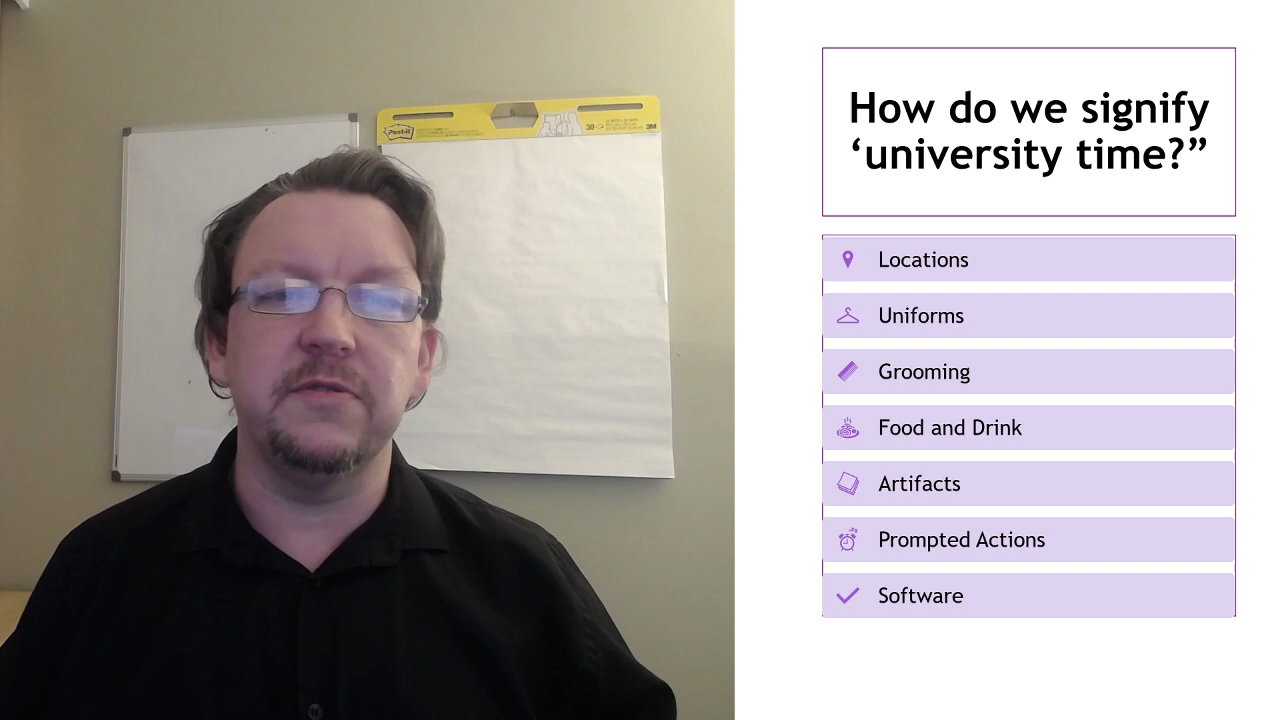 Post-it
30
3M
How do we signify
‘university time?”
Locations
Uniforms
Grooming
Food and Drink
Artifacts
Prompted Actions
Software